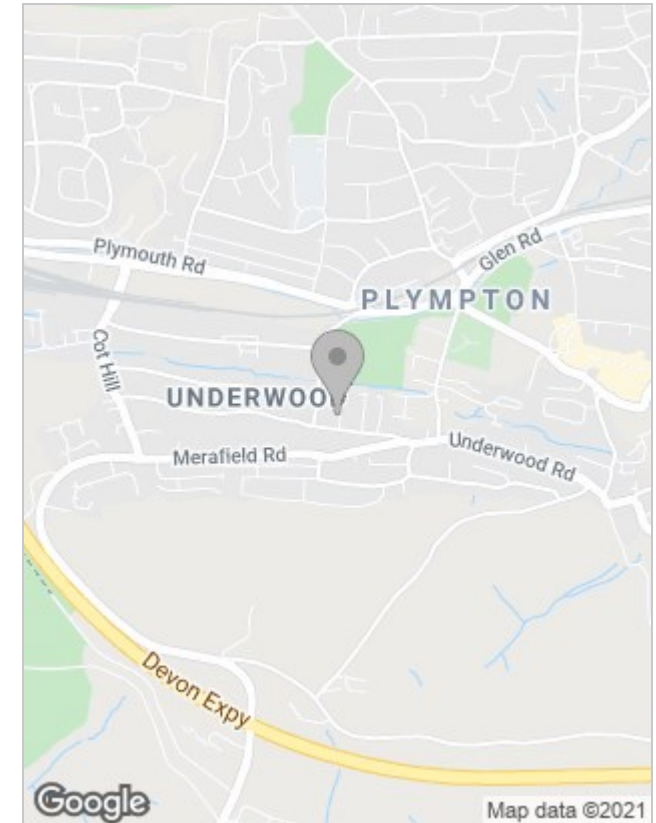 Plymouth Rd
Glen Rd
PLYMPTON
Cot Hill
UNDERWOO
Merafield Rd
Underwood Rd
Devon Expy
Google
Map data ©2021